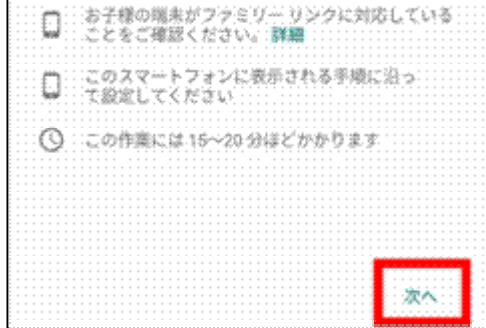 お子様の端末がファミリー リンクに対応している
ことをご確認ください。 詳細
このスマートフォンに表示される手順に沿っ
て設定してください
この作業には 15〜20 分ほどかかります
次へ